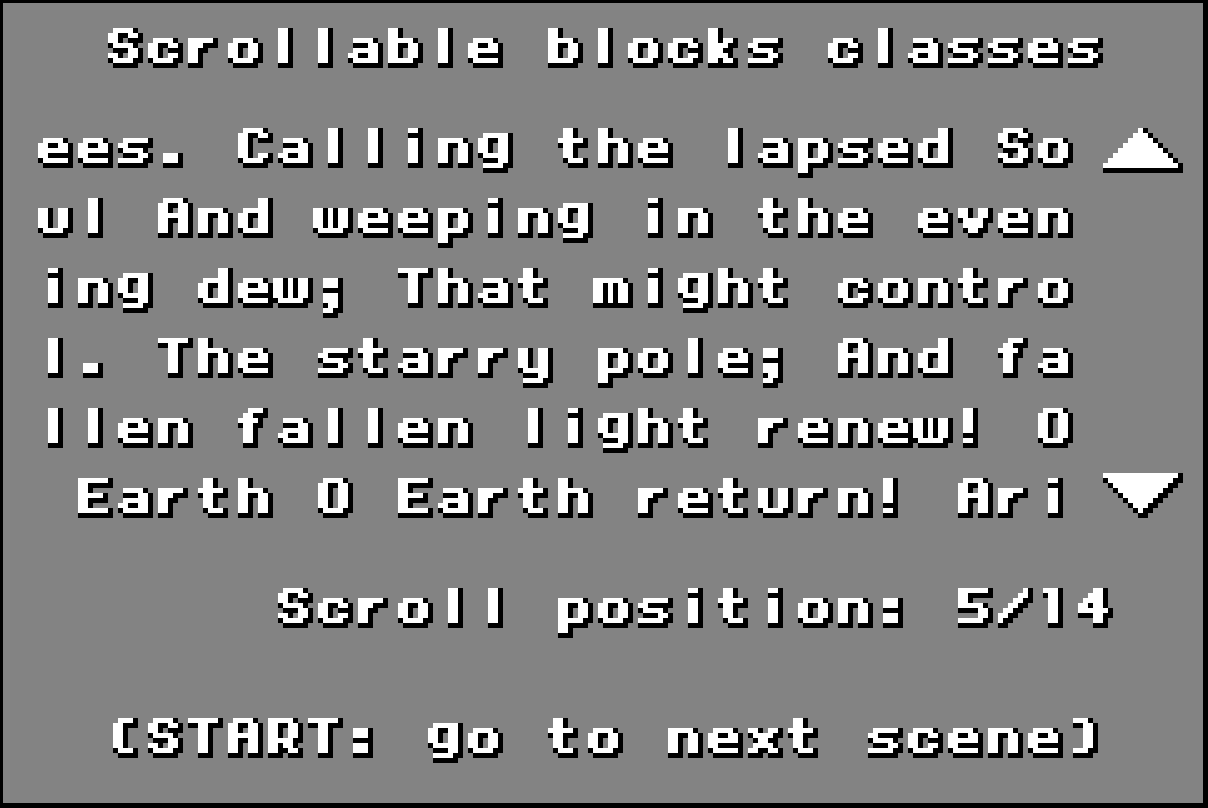 Scrollable blocks classes
ees. Calling the lapsed So
ul And weeping in the even
ing dew; That might contro
l. The starry pole; And fa
llen fallen light renew! O
Earth O Earth return! Ari
Scroll position: 5/14
(START: go to next scene)